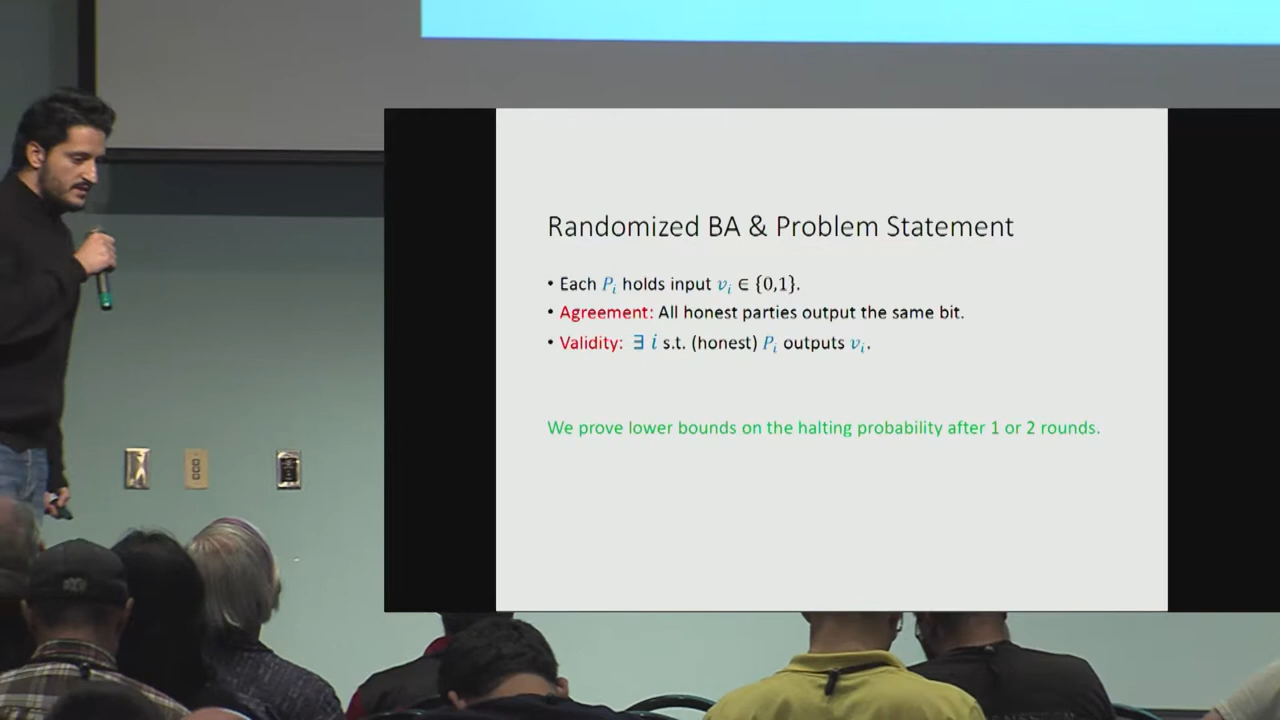 Randomized BA & Problem Statement
• Each Pᵢ holds input vᵢ ∈ {0,1}.
• Agreement: All honest parties output the same bit.
• Validity: ∃ i s.t. (honest) Pᵢ outputs vᵢ.
We prove lower bounds on the halting probability after 1 or 2 rounds.